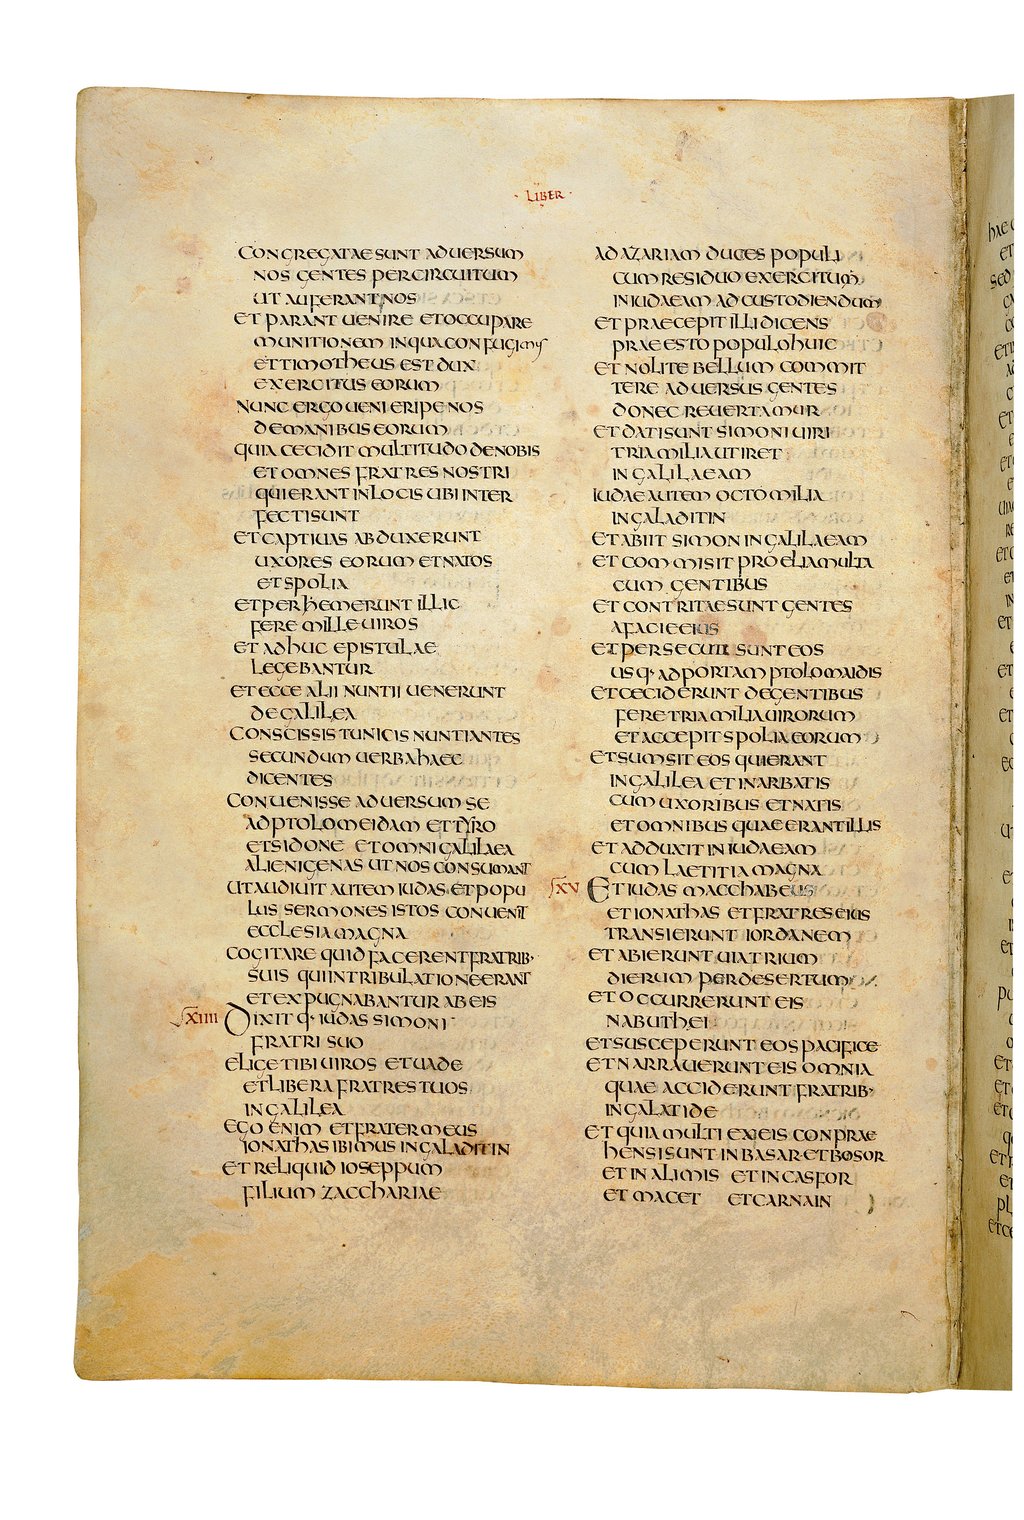 LIBER
CONGREGATAE SUNT ADUERSUM
NOS GENTES PERCIRCUITUM
UT AUFERANT NOS
ET PARANT UENIRE ET OCCUPARE
MUNITIONEM IN QUA CONFUGIMUS
ET TIMOTHEUS EST DUX
EXERCITUS EORUM
NUNC ERGO UENI ERIPE NOS
DE MANIBUS EORUM
QUIA CECIDIT MULTITUDO DE NOBIS
ET OMNES FRATRES NOSTRI
QUI ERANT IN LOCIS UBI INTER
FECTI SUNT
ET CAPTIUAS ABDUXERUNT
UXORES EORUM ET NATOS
ET SPOLIA
ET PERHEMERUNT ILLIC
FERE MILLE UIROS
ET ADHUC EPISTULAE
LEGEBANTUR
ET ECCE ALII NUNTII UENERUNT
DE GALILEA
CONSCISSIS TUNICIS NUNTIANTES
SECUNDUM UERBA HAEC
DICENTES
CONUENISSE ADUERSUM SE
AD PTOLOMEIDAM ET TYRO
ET SIDONE ET OMNI GALILAEA
ALIENIGENAS UT NOS CONSUMANT
UT AUDIUIT AUTEM IUDAS ET POPU
LUS SERMONES ISTOS CONUENIT
ECCLESIA MAGNA
COGITARE QUID FACERENT FRATRIB·
SUIS QUI IN TRIBULATIONE ERANT
ET EXPUGNABANTUR AB EIS
XIIII DIXIT Q· IUDAS SIMONI
FRATRI SUO
ELIGE TIBI UIROS ET UADE
ET LIBERA FRATRES TUOS
IN GALILEA
EGO ENIM ET FRATER MEUS
IONATHAS IBIMUS IN GALADITIN
ET RELIQUID IOSEPPUM
FILIUM ZACCHARIAE
AD AZARIAM DUCES POPULI
CUM RESIDUO EXERCITUM
IN IUDAEAM AD CUSTODIENDUM
ET PRAECEPIT ILLI DICENS
PRAEESTO POPULO HUIC
ET NOLITE BELLUM COMMIT
TERE ADUERSUS GENTES
DONEC REUERTAMUR
ET DATI SUNT SIMONI UIRI
TRIA MILIA UT IRET
IN GALILAEAM
IUDAE AUTEM OCTO MILIA
IN GALADITIN
ET ABIIT SIMON IN GALILAEAM
ET COMMISIT PROELIA MULTA
CUM GENTIBUS
ET CONTRITAE SUNT GENTES
A FACIE EIUS
ET PERSECUTI SUNT EOS
USQ· AD PORTAM PTOLOMAIDIS
ET CECIDERUNT DE GENTIBUS
FERE TRIA MILIA UIRORUM
ET ACCEPIT SPOLIA EORUM
ET SUMSIT EOS QUI ERANT
IN GALILEA ET IN ARBATIS
CUM UXORIBUS ET NATIS
ET OMNIBUS QUAE ERANT ILLIS
ET ADDUXIT IN IUDAEAM
CUM LAETITIA MAGNA
XV ET IUDAS MACCHABEUS
ET IONATHAS ET FRATRES EIUS
TRANSIERUNT IORDANEM
ET ABIERUNT UIA TRIUM
DIERUM PER DESERTUM
ET OCCURRERUNT EIS
NABUTHEI
ET SUSCEPERUNT EOS PACIFICE
ET NARRAUERUNT EIS OMNIA
QUAE ACCIDERUNT FRATRIB·
IN GALATIDE
ET QUIA MULTI EX EIS CONPRAE
HENSI SUNT IN BASAR· ET BOSOR
ET IN ALIMIS ET IN CASFOR
ET MACET ET CARNAIN